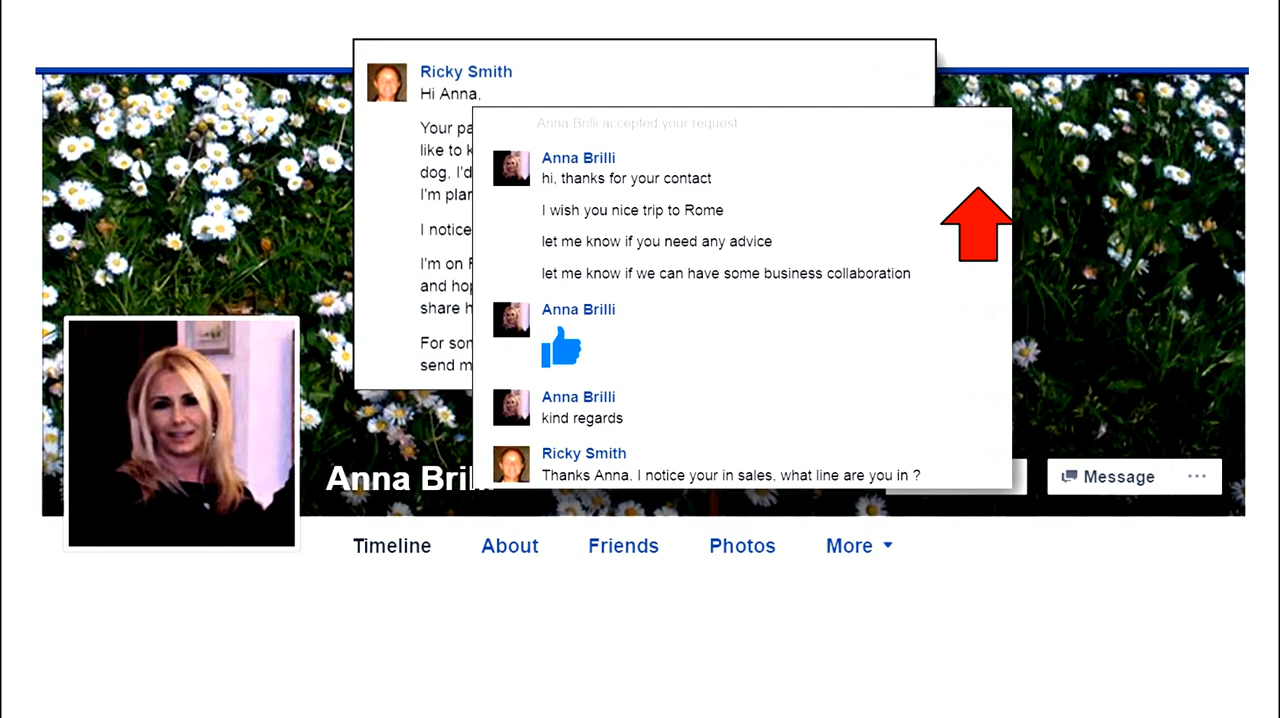 Ricky Smith
Hi Anna,
Your pa
like to k
dog, I'd
I'm plan
I notice
I'm on F
and hop
share h
For son
send m
Anna Brilli accepted your request
Anna Brilli
hi, thanks for your contact
I wish you nice trip to Rome
let me know if you need any advice
let me know if we can have some business collaboration
Anna Brilli
Anna Brilli
kind regards
Ricky Smith
Thanks Anna, I notice your in sales, what line are you in ?
Anna Brilli
Message ...
Timeline About Friends Photos More